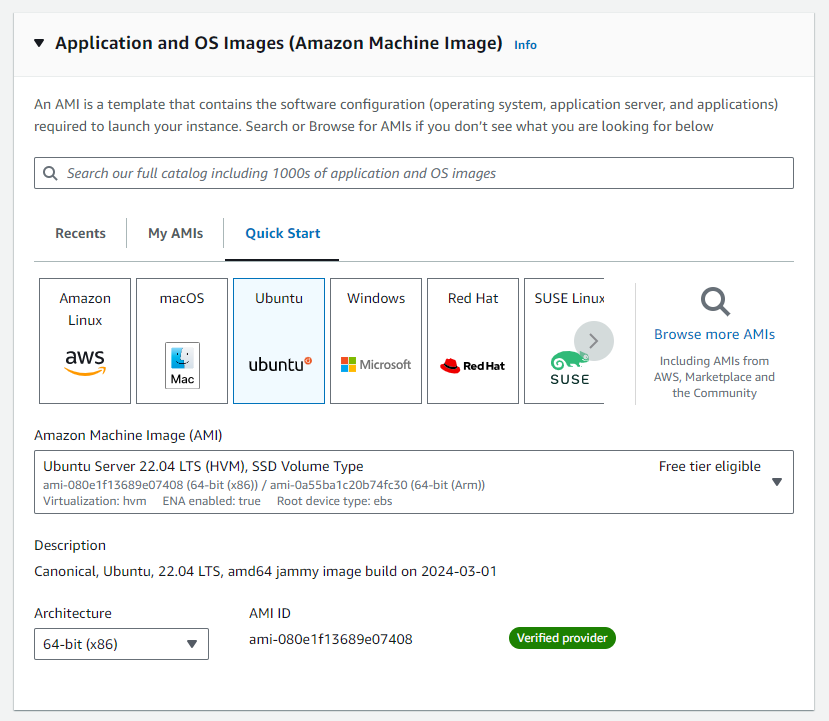 Application and OS Images (Amazon Machine Image) Info
An AMI is a template that contains the software configuration (operating system, application server, and applications)
required to launch your instance. Search or Browse for AMIs if you don’t see what you are looking for below
Search our full catalog including 1000s of application and OS images
Recents
My AMIs
Quick Start
Amazon
Linux
aws
macOS
Mac
Ubuntu
ubuntu
Windows
Microsoft
Red Hat
Red Hat
SUSE Linux
SUSE
Browse more AMIs
Including AMIs from
AWS, Marketplace and
the Community
Amazon Machine Image (AMI)
Ubuntu Server 22.04 LTS (HVM), SSD Volume Type
Free tier eligible
ami-080e1f13689e07408 (64-bit (x86)) / ami-0a55ba1c20b74fc30 (64-bit (Arm))
Virtualization: hvm ENA enabled: true Root device type: ebs
Description
Canonical, Ubuntu, 22.04 LTS, amd64 jammy image build on 2024-03-01
Architecture
64-bit (x86)
AMI ID
ami-080e1f13689e07408
Verified provider